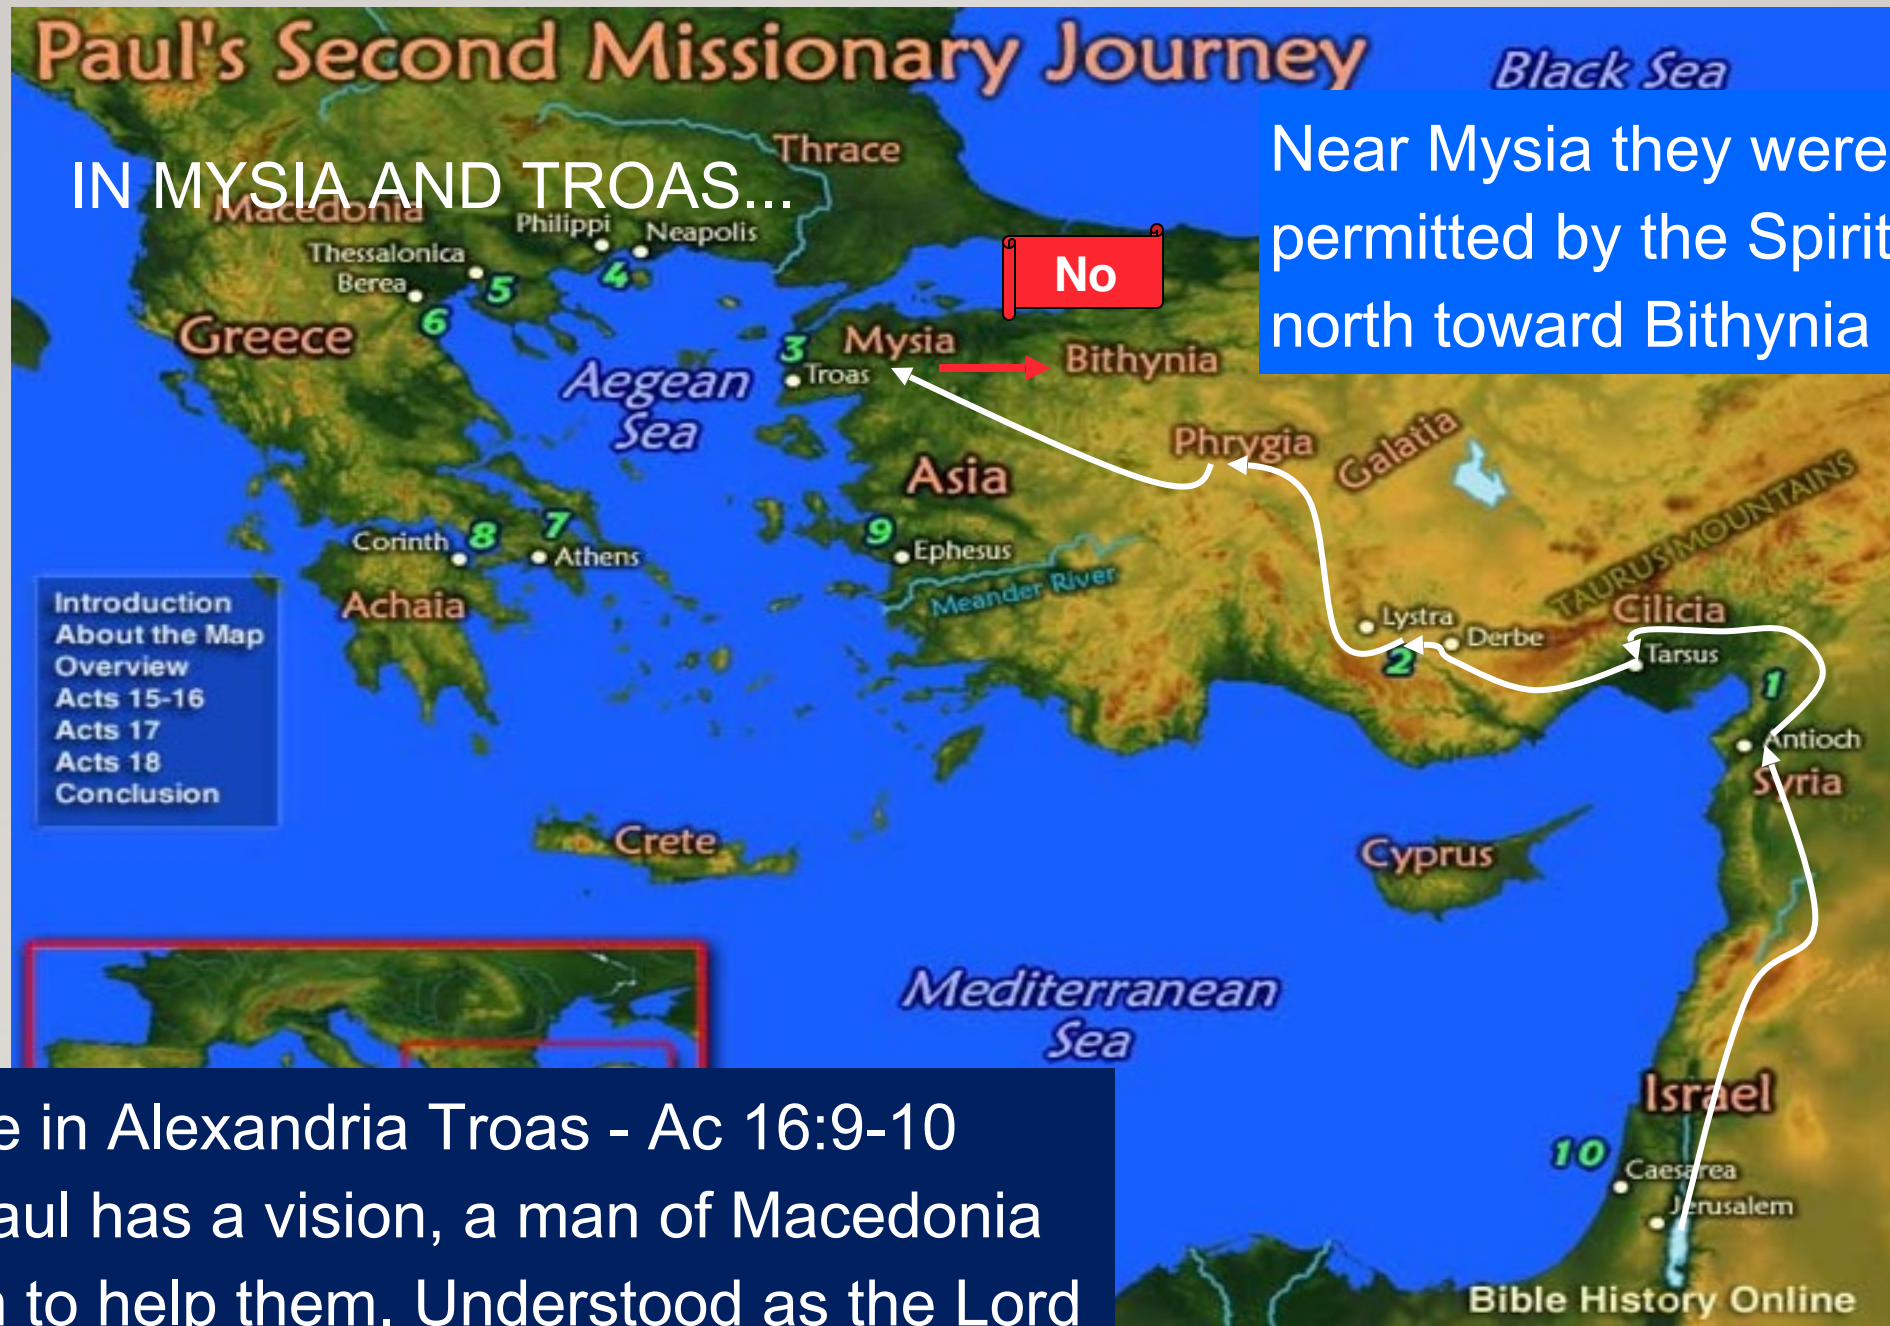 Paul's Second Missionary Journey
Black Sea
IN MYSIA AND TROAS...
Near Mysia they were
permitted by the Spirit
north toward Bithynia
Thrace
Macedonia
Philippi
Neapolis
Thessalonica
Berea
4
5
6
No
Greece
Aegean
Sea
3
Mysia
Troas
Bithynia
Phrygia
Galatia
Asia
TAURUS MOUNTAINS
Corinth
8
7
Athens
9
Ephesus
Meander River
Achaia
Lystra
Derbe
2
Cilicia
Tarsus
1
Antioch
Syria
Introduction
About the Map
Overview
Acts 15-16
Acts 17
Acts 18
Conclusion
Crete
Cyprus
Mediterranean
Sea
Israel
10
Caesarea
Jerusalem
e in Alexandria Troas - Ac 16:9-10
aul has a vision, a man of Macedonia
to help them. Understood as the Lord
Bible History Online